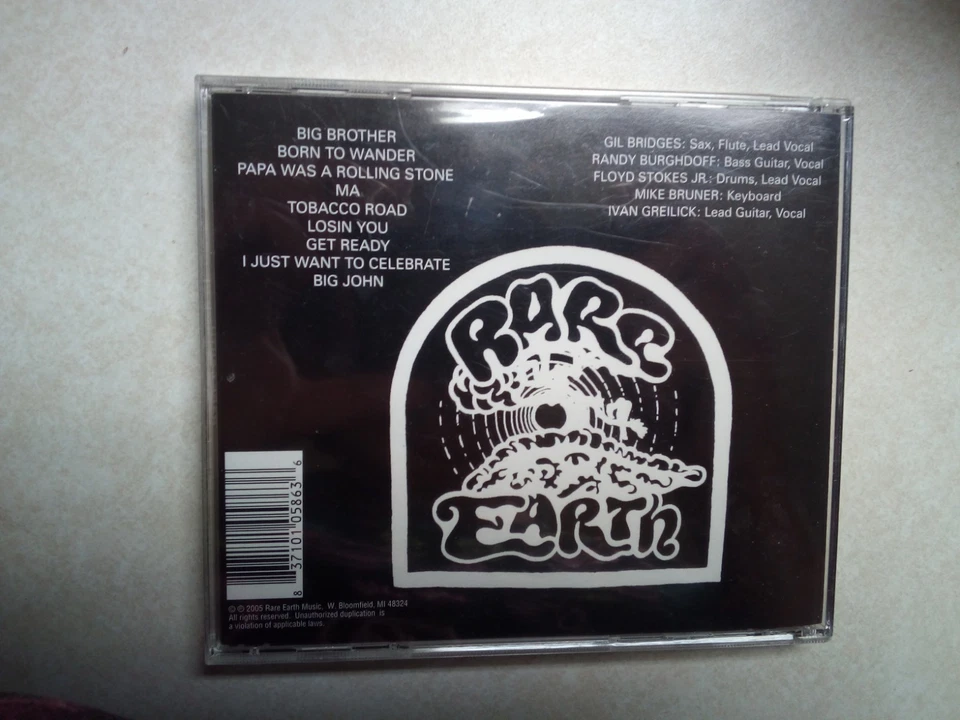 BIG BROTHER
BORN TO WANDER
PAPA WAS A ROLLING STONE
MA
TOBACCO ROAD
LOSIN YOU
GET READY
I JUST WANT TO CELEBRATE
BIG JOHN
GIL BRIDGES: Sax, Flute, Lead Vocal
RANDY BURGHDOFF: Bass Guitar, Vocal
FLOYD STOKES JR.: Drums, Lead Vocal
MIKE BRUNER: Keyboard
IVAN GREILICK: Lead Guitar, Vocal
RARE
EARTH
8 37101 05863 6
© ℗ 2005 Rare Earth Music, W. Bloomfield, MI 48324
All rights reserved. Unauthorized duplication is
a violation of applicable laws.